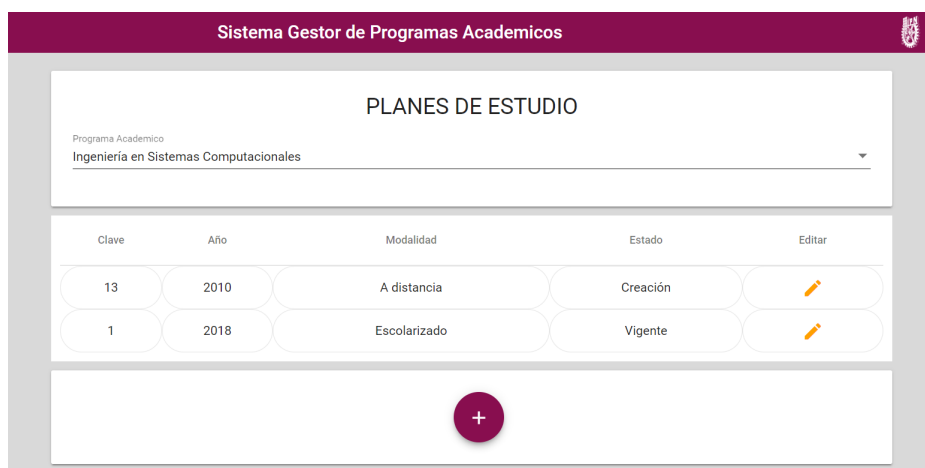 Sistema Gestor de Programas Academicos
PLANES DE ESTUDIO
Programa Academico
Ingeniería en Sistemas Computacionales
Clave Año Modalidad Estado Editar
13 2010 A distancia Creación
1 2018 Escolarizado Vigente
+